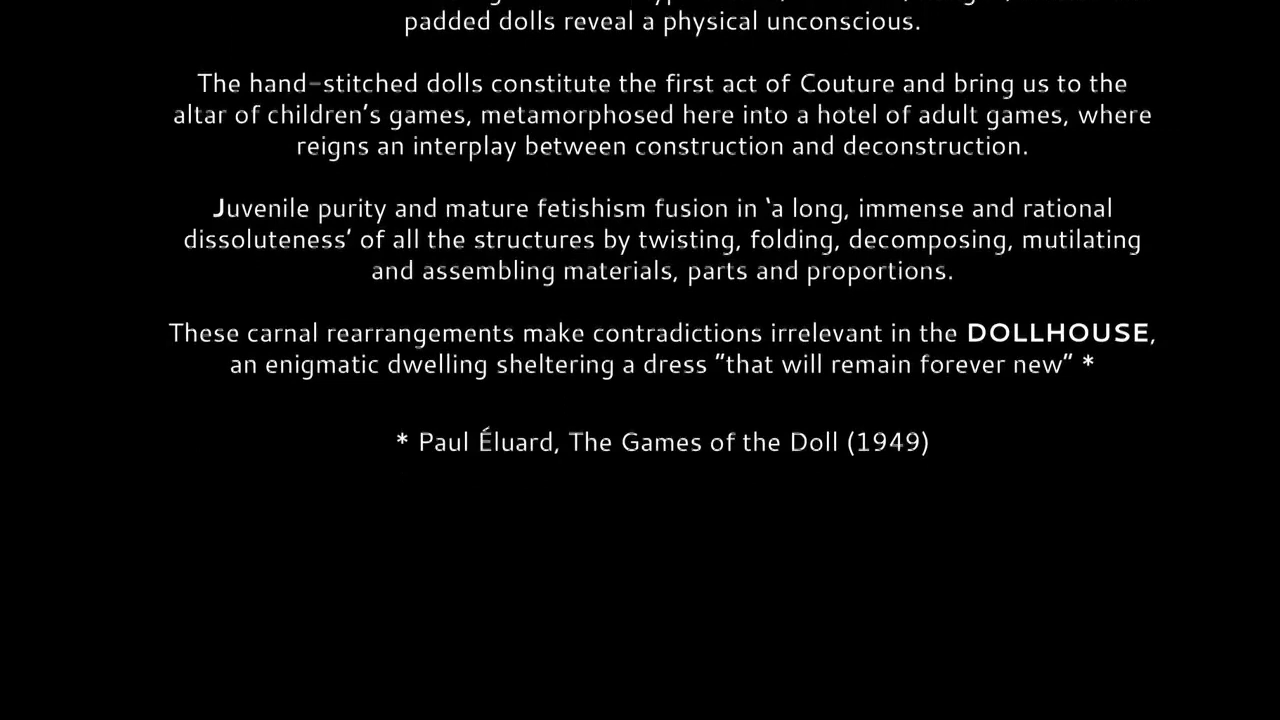 padded dolls reveal a physical unconscious.
The hand-stitched dolls constitute the first act of Couture and bring us to the
altar of children's games, metamorphosed here into a hotel of adult games, where
reigns an interplay between construction and deconstruction.
Juvenile purity and mature fetishism fusion in 'a long, immense and rational
dissoluteness' of all the structures by twisting, folding, decomposing, mutilating
and assembling materials, parts and proportions.
These carnal rearrangements make contradictions irrelevant in the DOLLHOUSE,
an enigmatic dwelling sheltering a dress "that will remain forever new" *
* Paul Éluard, The Games of the Doll (1949)